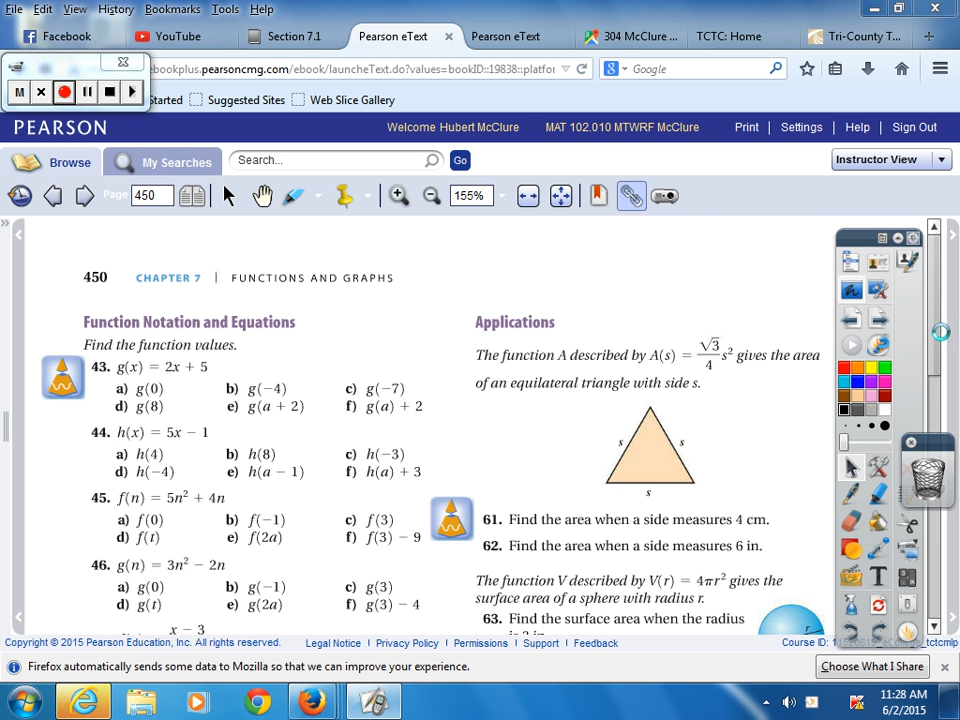 File Edit View History Bookmarks Tools Help
Facebook YouTube Section 7.1 Pearson eText × Pearson eText 304 McClure ... TCTC: Home Tri-County T... +
ebookplus.pearsoncmg.com/ebook/launchText.do?values=bookID::19838::platfor Google
M
Started Suggested Sites Web Slice Gallery
PEARSON Welcome Hubert McClure MAT 102.010 MTWRF McClure Print | Settings | Help | Sign Out
Browse My Searches Search... Go Instructor View
Page 450 155%
450 CHAPTER 7 | FUNCTIONS AND GRAPHS
Function Notation and Equations
Find the function values.
43. g(x) = 2x + 5
a) g(0) b) g(−4) c) g(−7)
d) g(8) e) g(a + 2) f) g(a) + 2
44. h(x) = 5x − 1
a) h(4) b) h(8) c) h(−3)
d) h(−4) e) h(a − 1) f) h(a) + 3
45. f(n) = 5n² + 4n
a) f(0) b) f(−1) c) f(3)
d) f(t) e) f(2a) f) f(3) − 9
46. g(n) = 3n² − 2n
a) g(0) b) g(−1) c) g(3)
d) g(t) e) g(2a) f) g(3) − 4
x − 3
Applications
The function A described by A(s) = √3/4 s² gives the area
of an equilateral triangle with side s.
s s
s
61. Find the area when a side measures 4 cm.
62. Find the area when a side measures 6 in.
The function V described by V(r) = 4πr² gives the
surface area of a sphere with radius r.
63. Find the surface area when the radius
is 3 in.
r
T
Copyright © 2015 Pearson Education, Inc. All rights reserved. Legal Notice | Privacy Policy | Permissions | Support | Feedback Course ID:
tctcmlp
Firefox automatically sends some data to Mozilla so that we can improve your experience. Choose What I Share ×
11:28 AM
6/2/2015